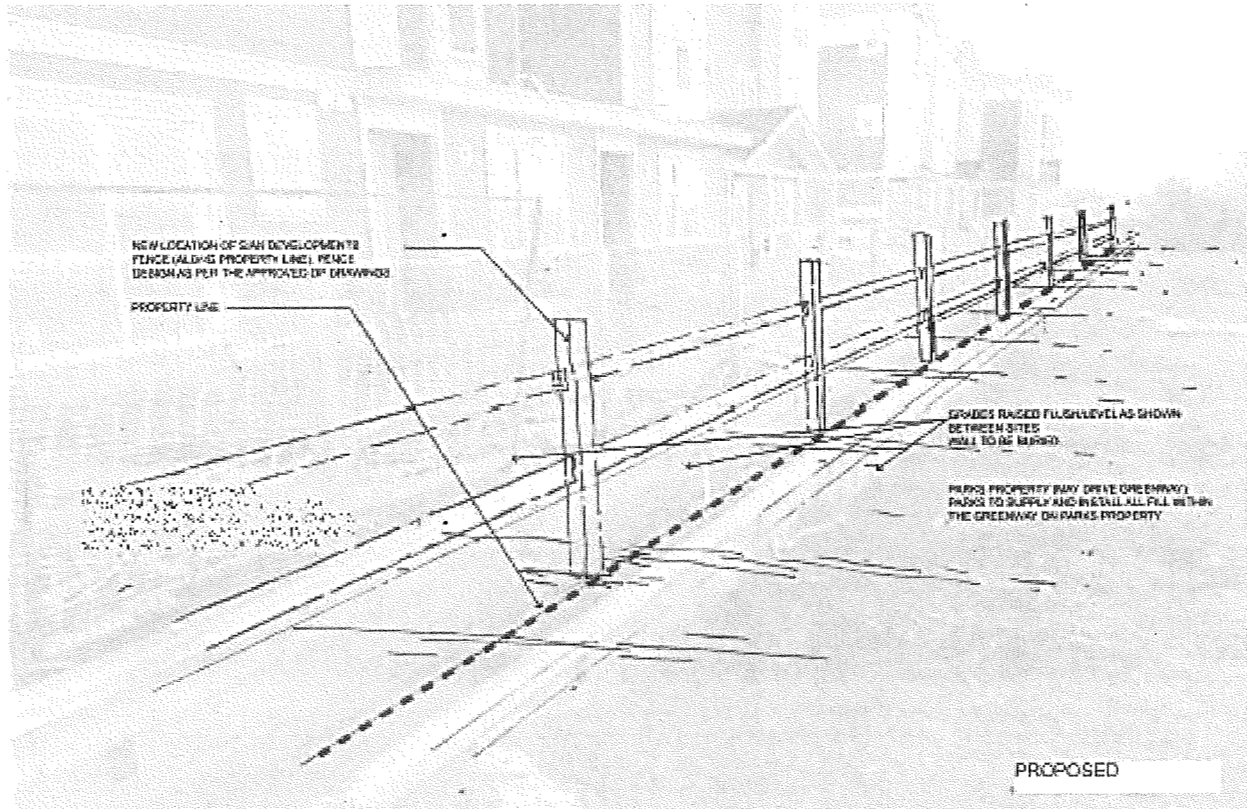 NEW LOCATION OF SIAN DEVELOPMENTS
FENCE (ALONG PROPERTY LINE). FENCE
DESIGN AS PER THE APPROVED DP DRAWINGS
PROPERTY LINE
GRADES RAISED FLUSH/LEVEL AS SHOWN
BETWEEN SITES
WALL TO BE BURIED
PARKS PROPERTY (MAY DRIVE GREENWAY)
PARKS TO SUPPLY AND INSTALL ALL FILL WITHIN
THE GREENWAY ON PARKS PROPERTY
PROPOSED